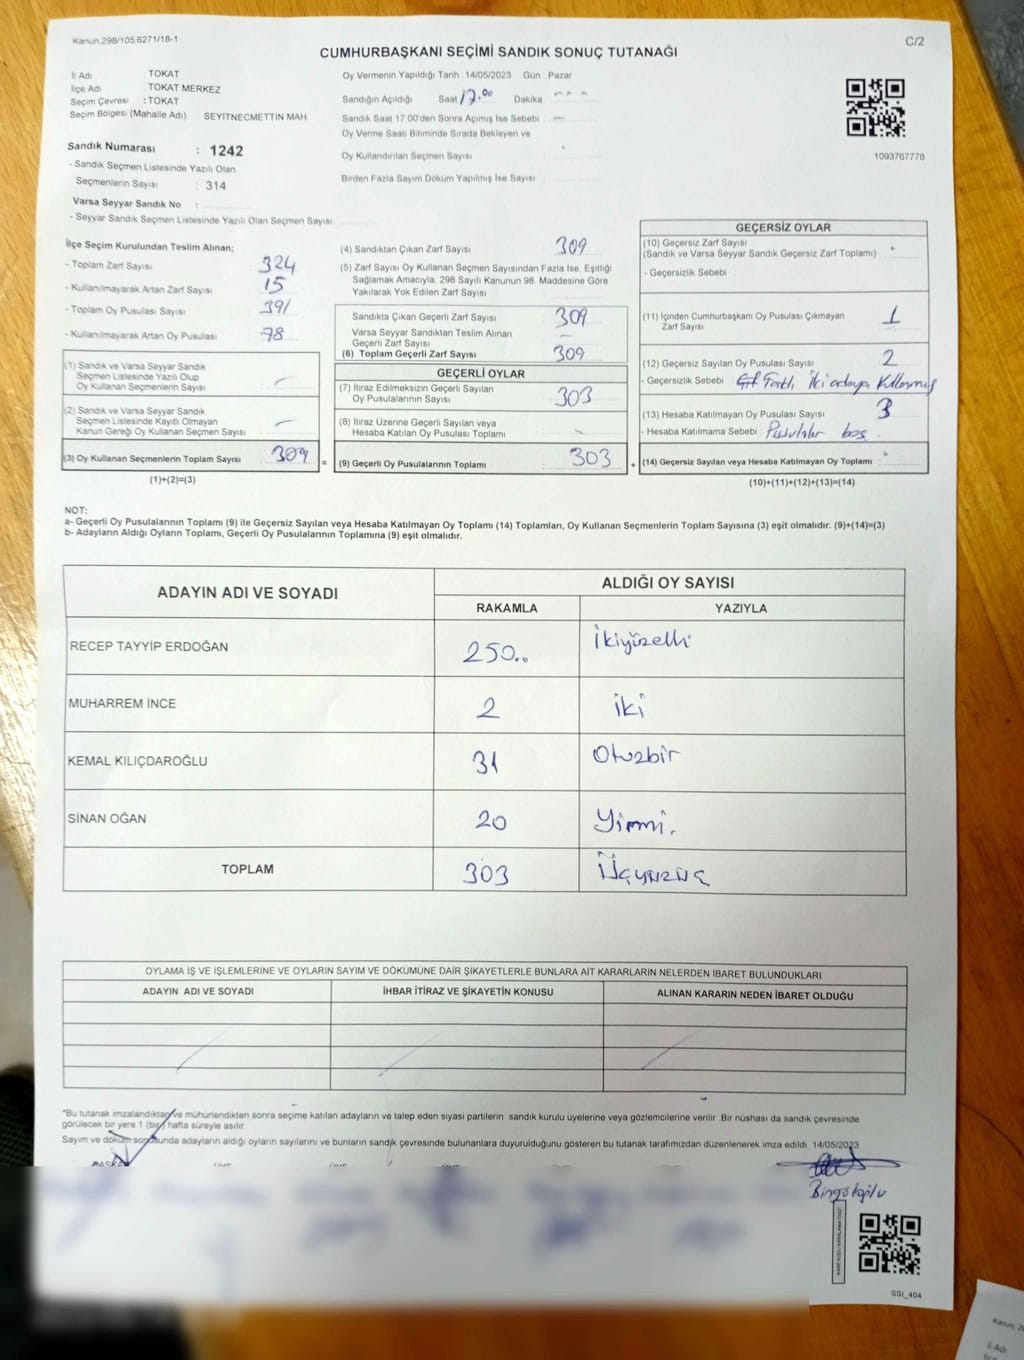 Kanun,298/105,6271/18-1
C/2
CUMHURBAŞKANI SEÇİMİ SANDIK SONUÇ TUTANAĞI
İl Adı TOKAT
İlçe Adı TOKAT MERKEZ
Seçim Çevresi : TOKAT
Seçim Bölgesi (Mahalle Adı) : SEYİTNECMETTİN MAH
Sandık Numarası : 1242
- Sandık Seçmen Listesinde Yazılı Olan
Seçmenlerin Sayısı : 314
Varsa Seyyar Sandık No :
- Seyyar Sandık Seçmen Listesinde Yazılı Olan Seçmen Sayısı :
Oy Vermenin Yapıldığı Tarih : 14/05/2023 Gün : Pazar
Sandığın Açıldığı Saat 17.00 Dakika
Sandık Saat 17:00'den Sonra Açımış İse Sebebi :
Oy Verme Saati Bitiminde Sırada Bekleyen ve
Oy Kullandırılan Seçmen Sayısı :
Birden Fazla Sayım Döküm Yapılmış İse Sayısı :
1093767778
İlçe Seçim Kurulundan Teslim Alınan;
- Toplam Zarf Sayısı : 324
- Kullanılmayarak Artan Zarf Sayısı : 15
- Toplam Oy Pusulası Sayısı : 391
- Kullanılmayarak Artan Oy Pusulası : 78
(1) Sandık ve Varsa Seyyar Sandık
Seçmen Listesinde Yazılı Olup
Oy Kullanan Seçmenlerin Sayısı :
(2) Sandık ve Varsa Seyyar Sandık
Seçmen Listesinde Kayıtlı Olmayan
Kanun Gereği Oy Kullanan Seçmen Sayısı :
(3) Oy Kullanan Seçmenlerin Toplam Sayısı : 309
(1)+(2)=(3)
(4) Sandıktan Çıkan Zarf Sayısı : 309
(5) Zarf Sayısı Oy Kullanan Seçmen Sayısından Fazla İse, Eşitliği
Sağlamak Amacıyla, 298 Sayılı Kanunun 98. Maddesine Göre
Yakılarak Yok Edilen Zarf Sayısı :
Sandıkta Çıkan Geçerli Zarf Sayısı : 309
Varsa Seyyar Sandıktan Teslim Alınan
Geçerli Zarf Sayısı :
(6) Toplam Geçerli Zarf Sayısı : 309
GEÇERLİ OYLAR
(7) İtiraz Edilmeksizin Geçerli Sayılan
Oy Pusulalarının Sayısı : 303
(8) İtiraz Üzerine Geçerli Sayılan veya
Hesaba Katılan Oy Pusulası Toplamı :
= (9) Geçerli Oy Pusulalarının Toplamı : 303 +
GEÇERSİZ OYLAR
(10) Geçersiz Zarf Sayısı
(Sandık ve Varsa Seyyar Sandık Geçersiz Zarf Toplamı) :
- Geçersizlik Sebebi :
(11) İçinden Cumhurbaşkanı Oy Pusulası Çıkmayan
Zarf Sayısı : 1
(12) Geçersiz Sayılan Oy Pusulası Sayısı : 2
- Geçersizlik Sebebi : İki adaya kullanmış
(13) Hesaba Katılmayan Oy Pusulası Sayısı : 3
- Hesaba Katılmama Sebebi : Pusulalar boş
(14) Geçersiz Sayılan veya Hesaba Katılmayan Oy Toplamı :
(10)+(11)+(12)+(13)=(14)
NOT:
a- Geçerli Oy Pusulalarının Toplamı (9) ile Geçersiz Sayılan veya Hesaba Katılmayan Oy Toplamı (14) Toplamları, Oy Kullanan Seçmenlerin Toplam Sayısına (3) eşit olmalıdır. (9)+(14)=(3)
b- Adayların Aldığı Oyların Toplamı, Geçerli Oy Pusulalarının Toplamına (9) eşit olmalıdır.
ADAYIN ADI VE SOYADI
ALDIĞI OY SAYISI
RAKAMLA YAZIYLA
RECEP TAYYİP ERDOĞAN 250.. İkiyüzelli
MUHARREM İNCE 2 iki
KEMAL KILIÇDAROĞLU 31 Otuzbir
SİNAN OĞAN 20 Yirmi.
TOPLAM 303 Üçyüzüç
OYLAMA İŞ VE İŞLEMLERİNE VE OYLARIN SAYIM VE DÖKÜMÜNE DAİR ŞİKAYETLERLE BUNLARA AİT KARARLARIN NELERDEN İBARET BULUNDUKLARI
ADAYIN ADI VE SOYADI İHBAR İTİRAZ VE ŞİKAYETİN KONUSU ALINAN KARARIN NEDEN İBARET OLDUĞU
"Bu tutanak imzalandıktan ve mühürlendikten sonra seçime katılan adayların ve talep eden siyasi partilerin sandık kurulu üyelerine veya gözlemcilerine verilir .Bir nüshası da sandık çevresinde
görülecek bir yere 1 (bir) hafta süreyle asılır.
Sayım ve döküm sonusunda adayların aldığı oyların sayılarını ve bunların sandık çevresinde bulunanlara duyurulduğunu gösteren bu tutanak tarafımızdan düzenlenerek imza edildi. 14/05/2023
SSI_404
Kanun, 29
İl Adı